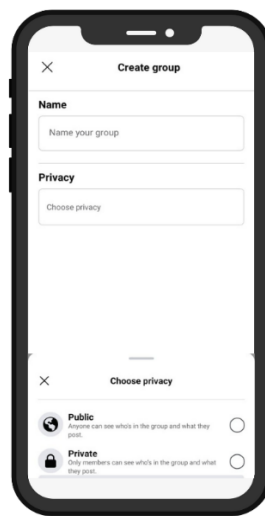 Create group
Name
Name your group
Privacy
Choose privacy
Choose privacy
Public
Anyone can see who's in the group and what they
post.
Private
Only members can see who's in the group and what
they post.